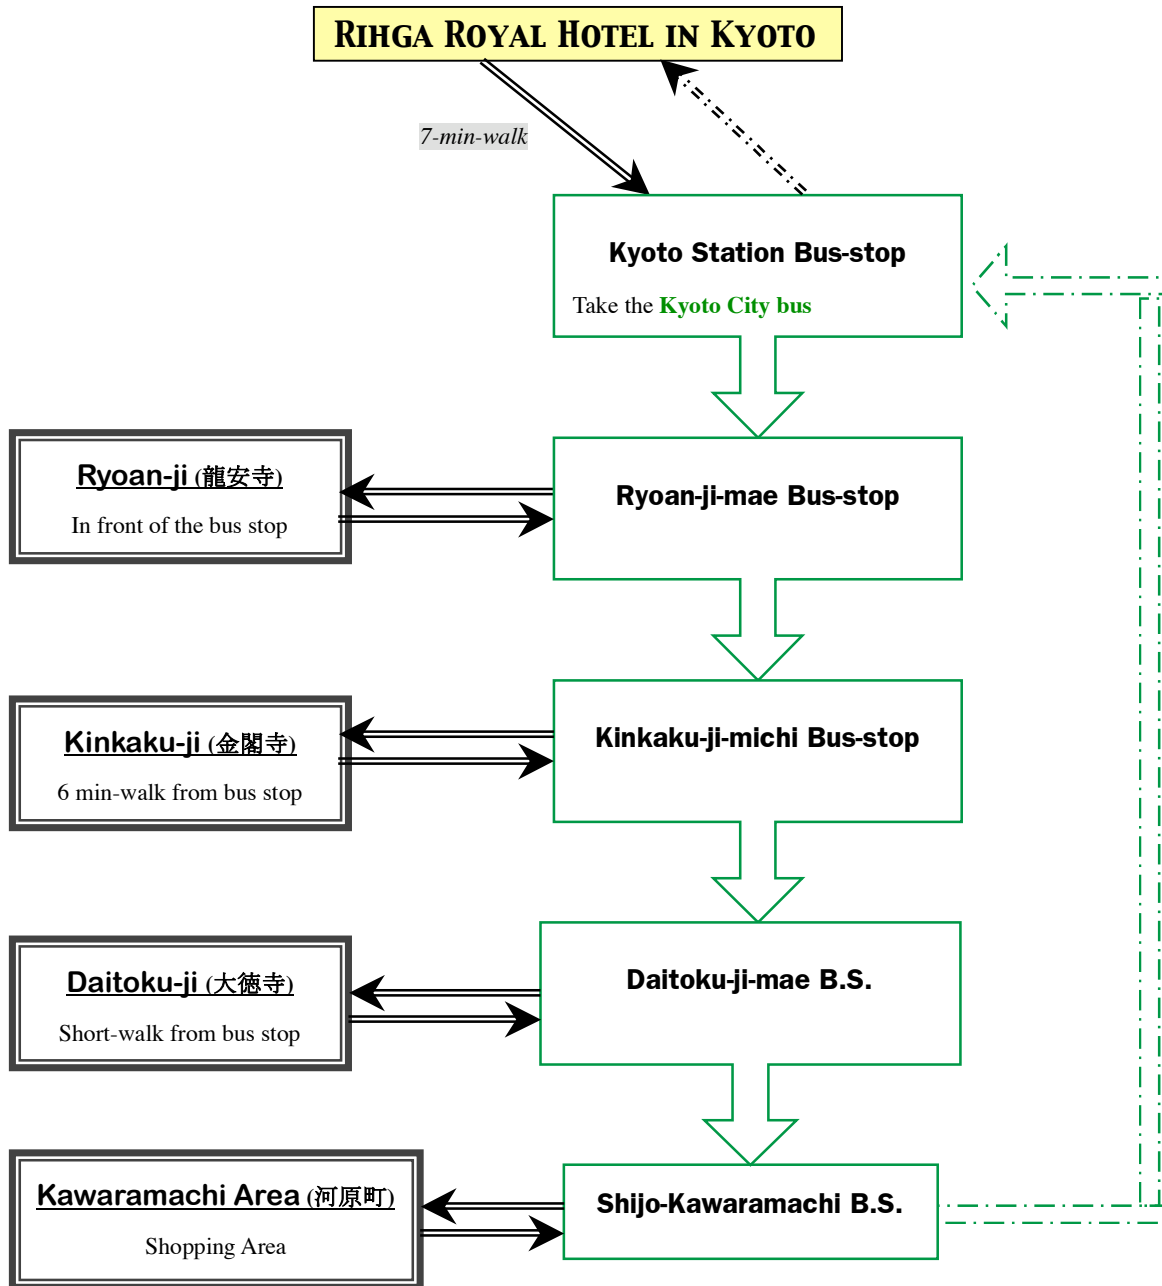 RIHGA ROYAL HOTEL IN KYOTO
7-min-walk
Kyoto Station Bus-stop
Take the Kyoto City bus
Ryoan-ji (龍安寺)
In front of the bus stop
Ryoan-ji-mae Bus-stop
Kinkaku-ji (金閣寺)
6 min-walk from bus stop
Kinkaku-ji-michi Bus-stop
Daitoku-ji (大徳寺)
Short-walk from bus stop
Daitoku-ji-mae B.S.
Kawaramachi Area (河原町)
Shopping Area
Shijo-Kawaramachi B.S.